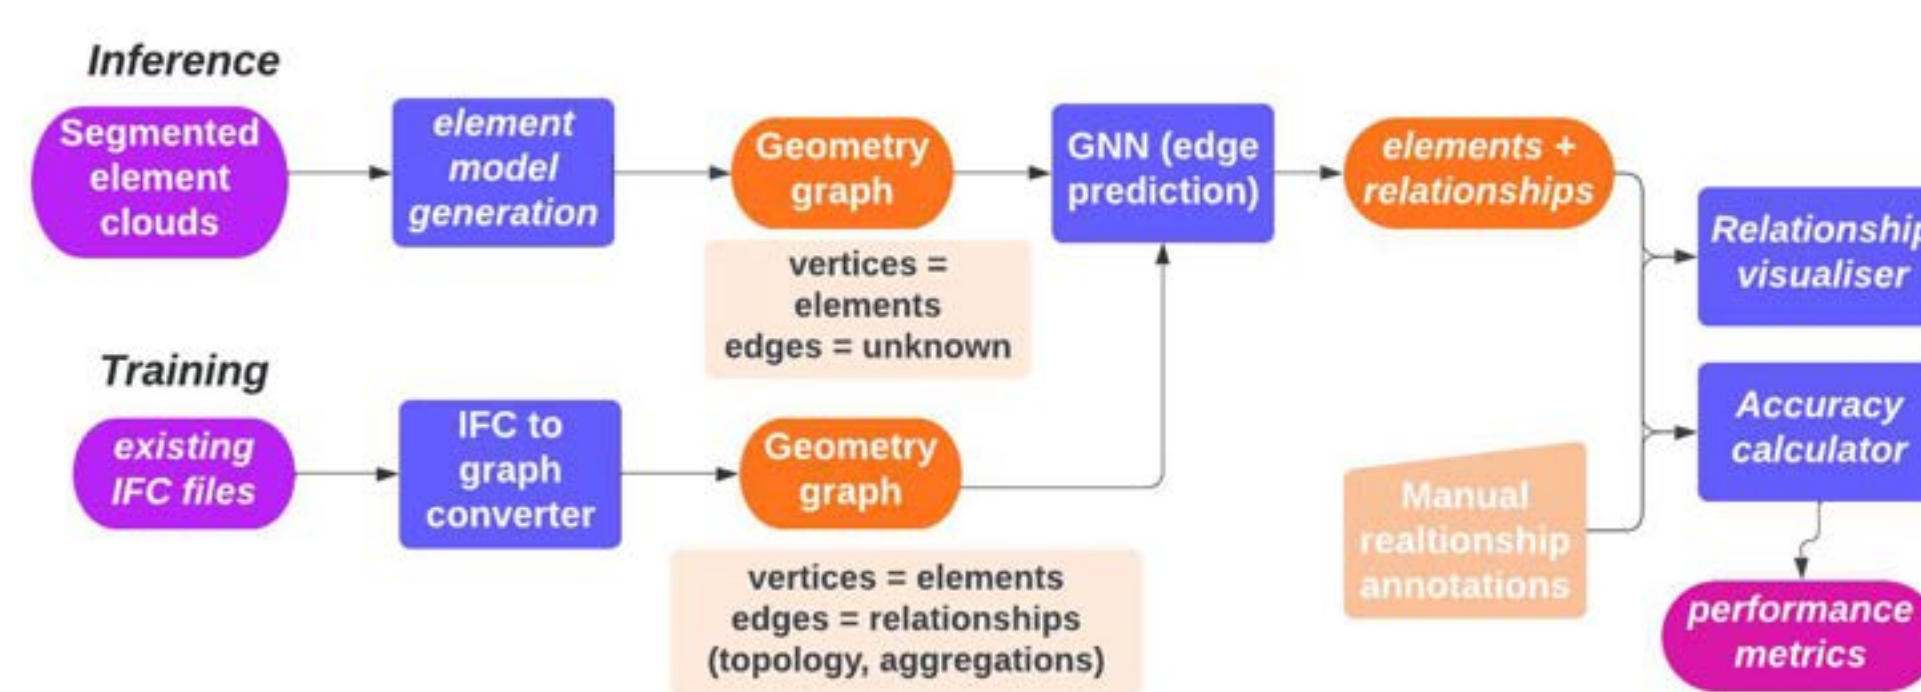 Inference
Segmented
element
clouds
element
model
generation
Geometry
graph
vertices =
elements
edges = unknown
GNN (edge
prediction)
elements +
relationships
Relationship
visualiser
Training
existing
IFC files
IFC to
graph
converter
Geometry
graph
vertices = elements
edges = relationships
(topology, aggregations)
Manual
realtionship
annotations
Accuracy
calculator
performance
metrics